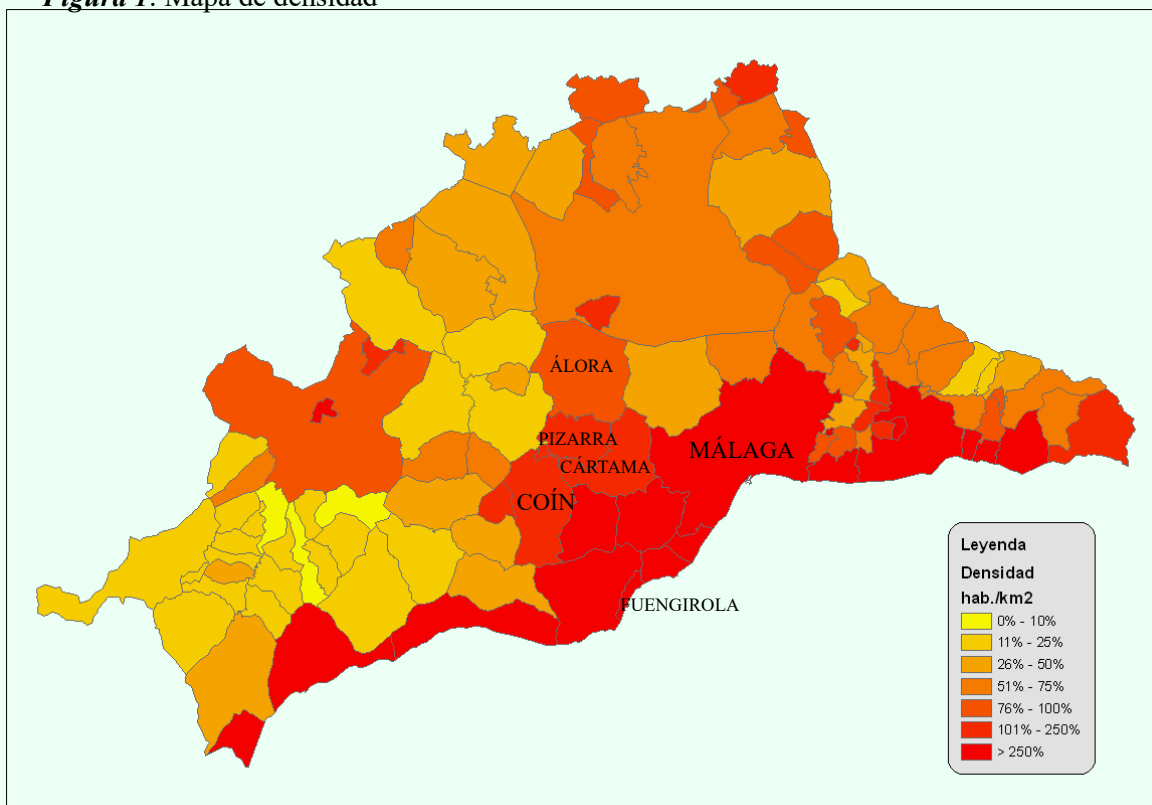 Figura 1. Mapa de densidad
ÁLORA
PIZARRA
CÁRTAMA
MÁLAGA
COÍN
FUENGIROLA
Leyenda
Densidad
hab./km2
0% - 10%
11% - 25%
26% - 50%
51% - 75%
76% - 100%
101% - 250%
> 250%